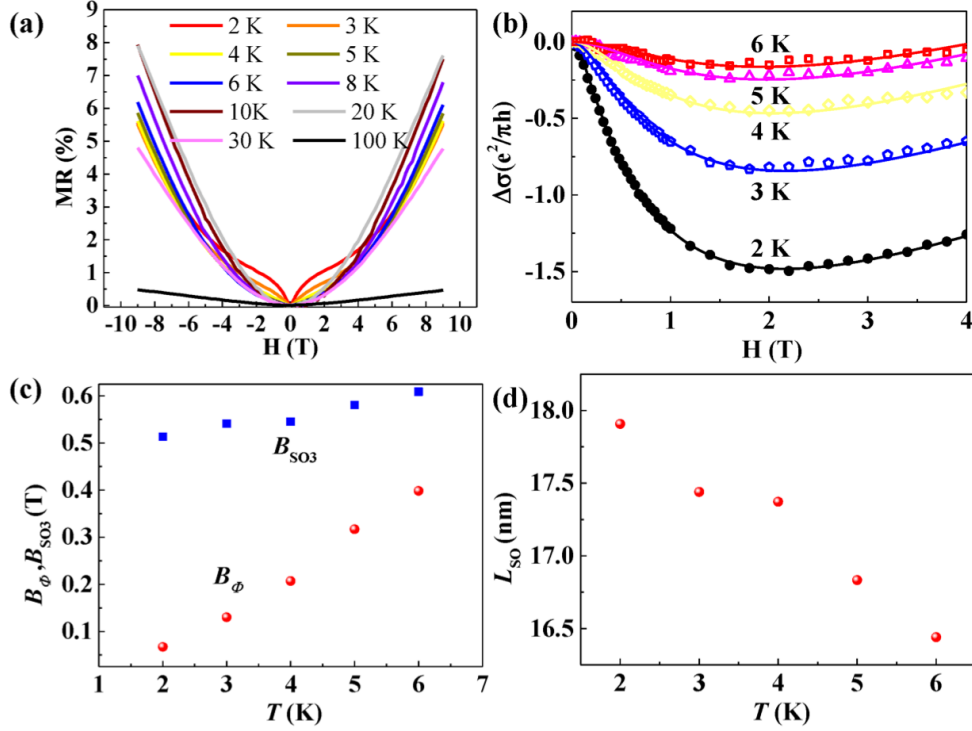 (a)
2 K 3 K
4 K 5 K
6 K 8 K
10K 20 K
30 K 100 K
MR (%)
9
8
7
6
5
4
3
2
1
0
-10 -8 -6 -4 -2 0 2 4 6 8 10
H (T)
(b)
Δσ(e²/πh)
0.0
-0.5
-1.0
-1.5
6 K
5 K
4 K
3 K
2 K
0 1 2 3 4
H (T)
(c)
B_Φ,B_SO3(T)
0.6
0.5
0.4
0.3
0.2
0.1
B_SO3
B_Φ
1 2 3 4 5 6 7
T (K)
(d)
L_SO(nm)
18.0
17.5
17.0
16.5
2 3 4 5 6
T (K)